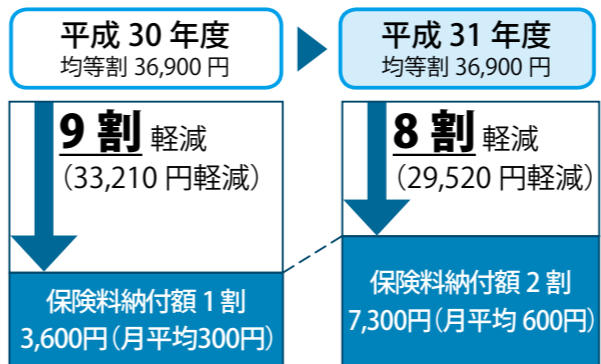 平成 30 年度
均等割 36,900 円
平成 31 年度
均等割 36,900 円
9 割 軽減
（33,210 円軽減）
保険料納付額 1 割
3,600円（月平均300円）
8 割 軽減
（29,520 円軽減）
保険料納付額 2 割
7,300円（月平均 600円）